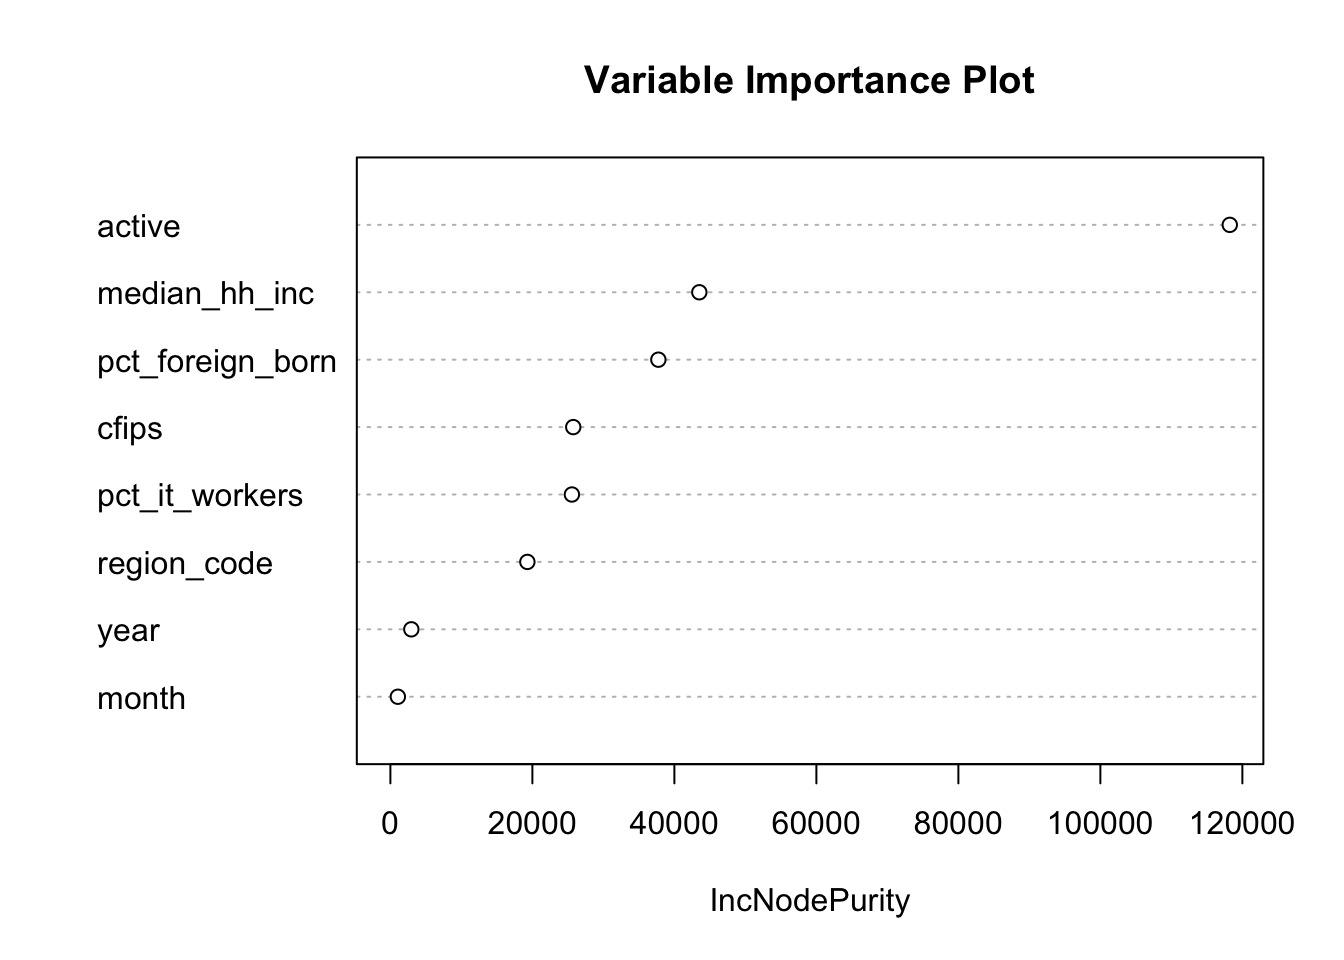 Variable Importance Plot
active
median_hh_inc
pct_foreign_born
cfips
pct_it_workers
region_code
year
month
0 20000 40000 60000 80000 100000 120000
IncNodePurity